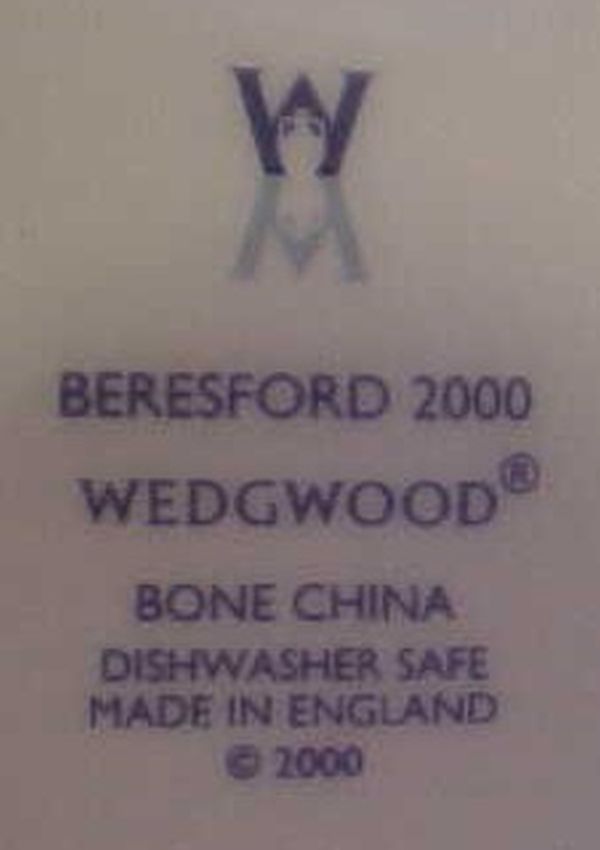 W
BERESFORD 2000
WEDGWOOD®
BONE CHINA
DISHWASHER SAFE
MADE IN ENGLAND
© 2000